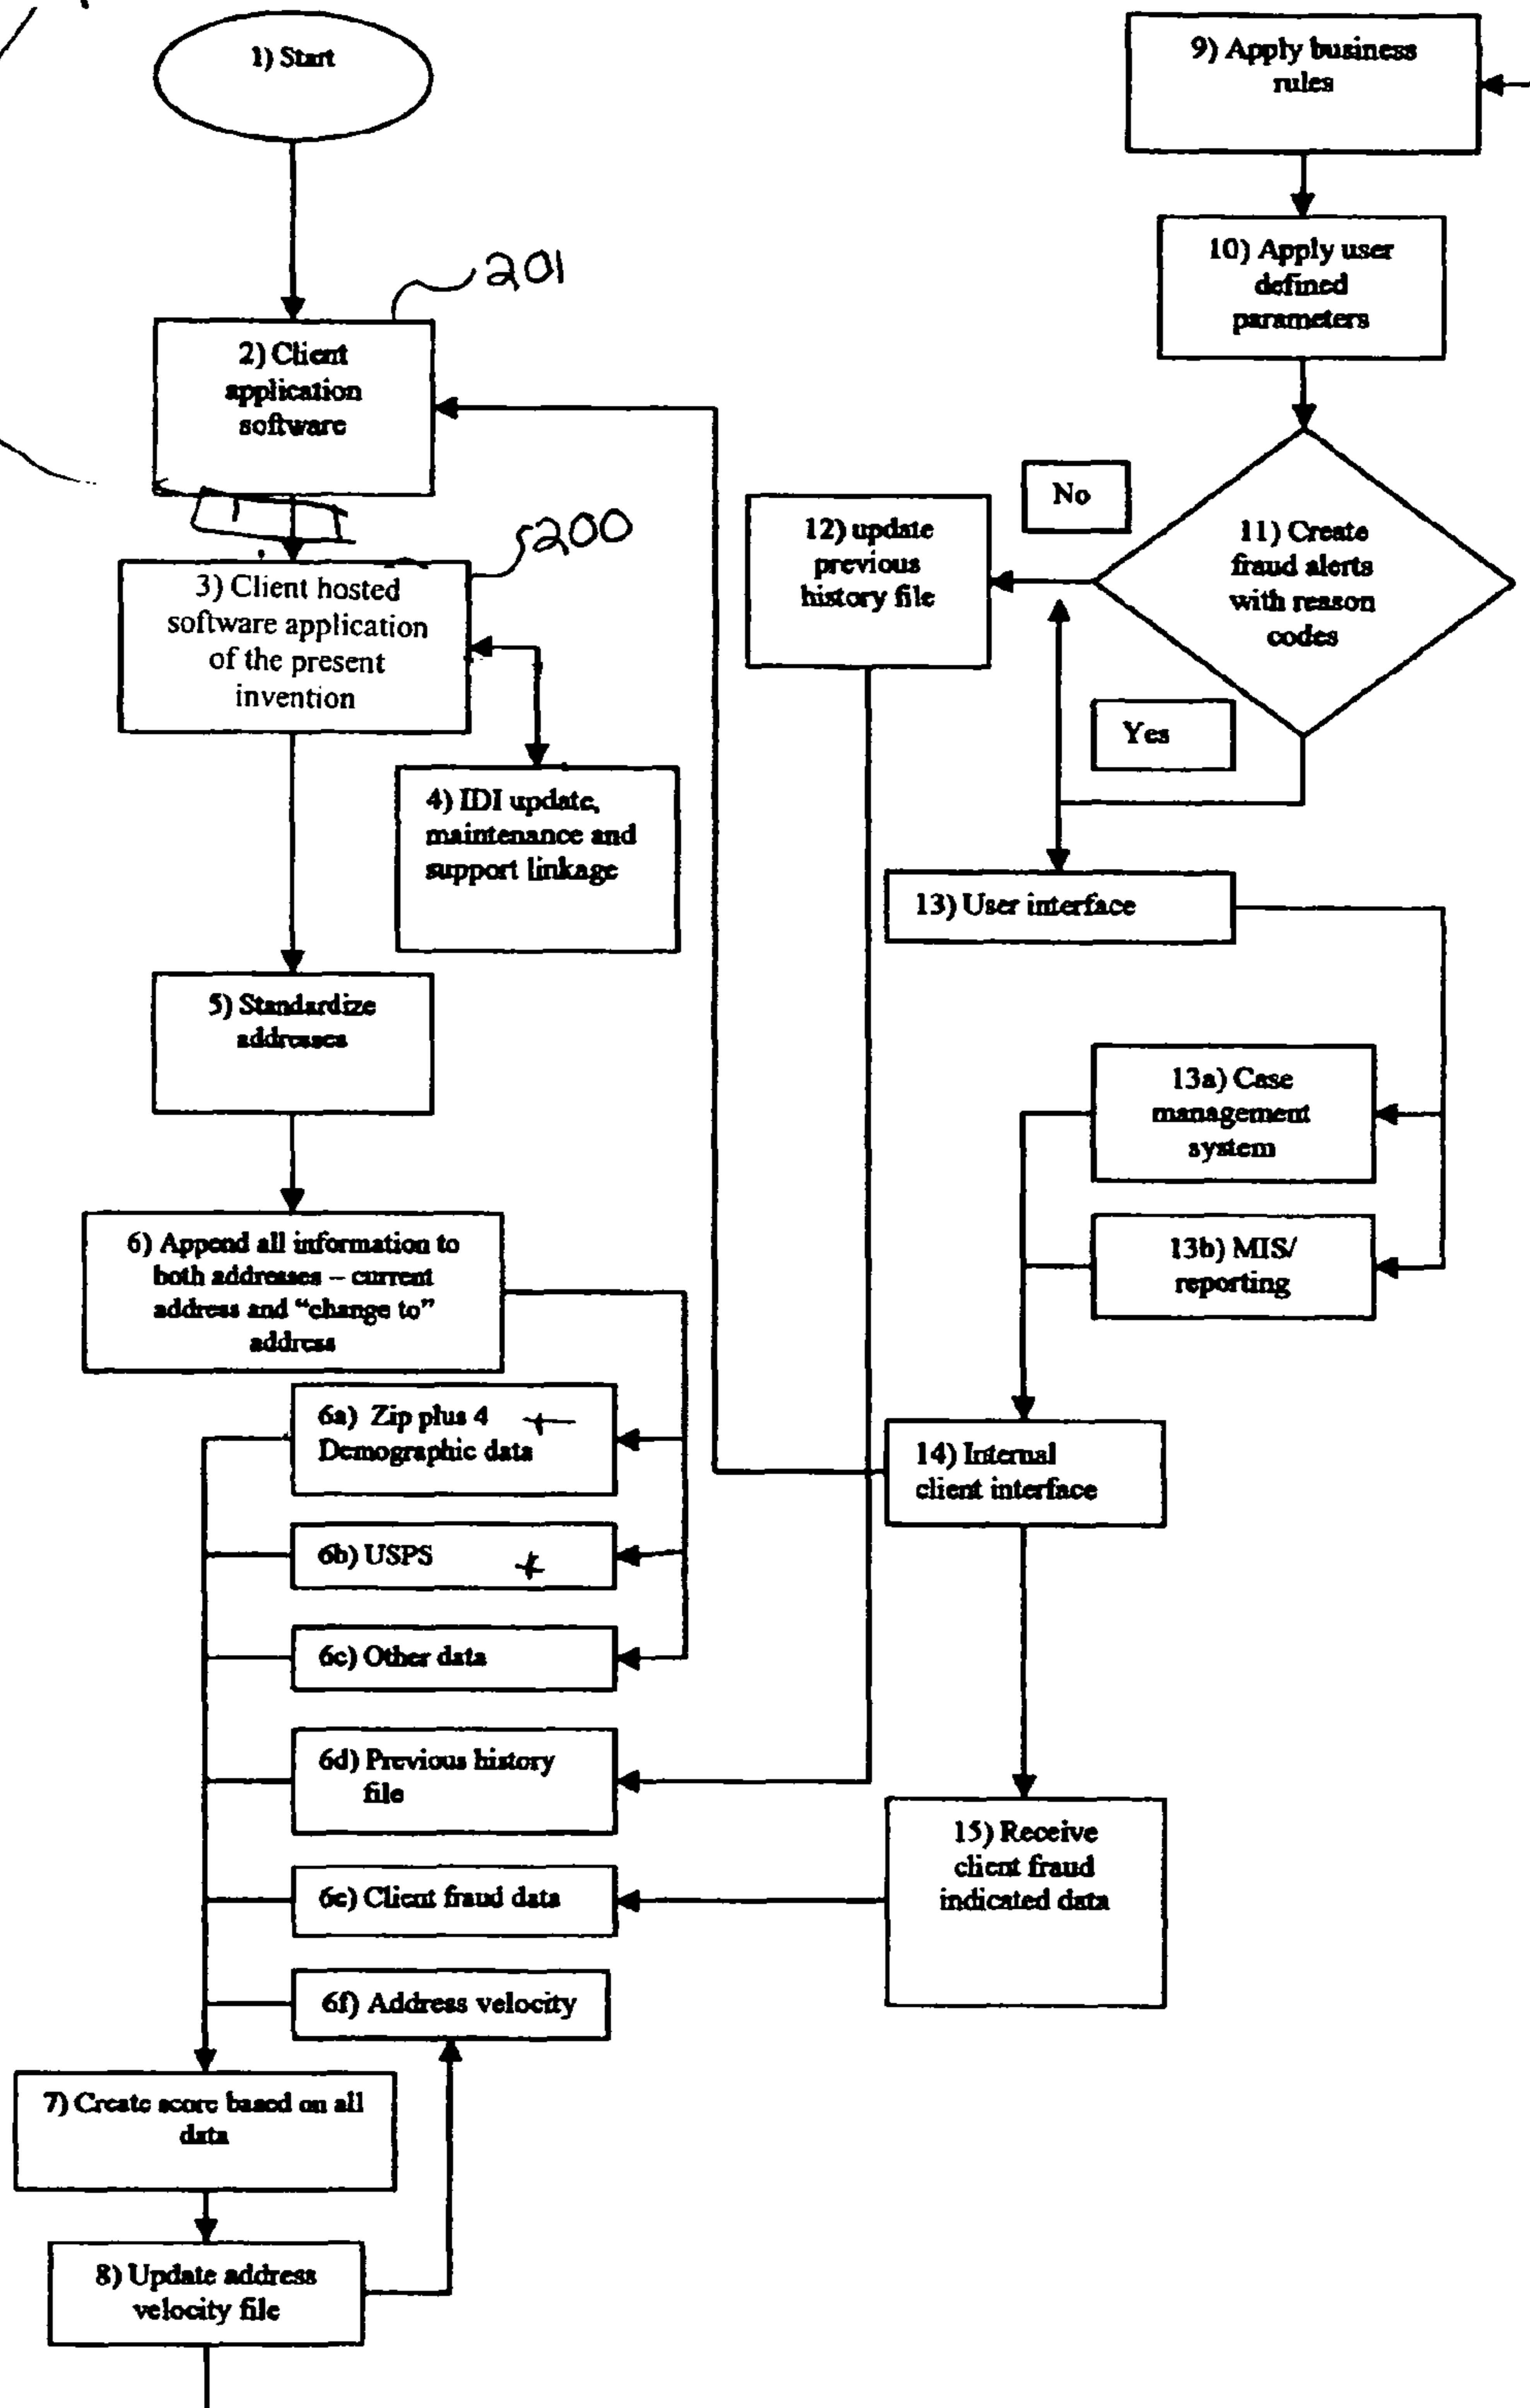 1) Start
201
2) Client
application
software
200
3) Client hosted
software application
of the present
invention
4) IDI update,
maintenance and
support linkage
5) Standardize
addresses
6) Append all information to
both addresses – current
address and “change to”
address
6a) Zip plus 4
Demographic data
6b) USPS
6c) Other data
6d) Previous history
file
6e) Client fraud data
6f) Address velocity
7) Create score based on all
data
8) Update address
velocity file
9) Apply business
rules
10) Apply user
defined
parameters
11) Create
fraud alerts
with reason
codes
No
12) update
previous
history file
Yes
13) User interface
13a) Case
management
system
13b) MIS/
reporting
14) Internal
client interface
15) Receive
client fraud
indicated data